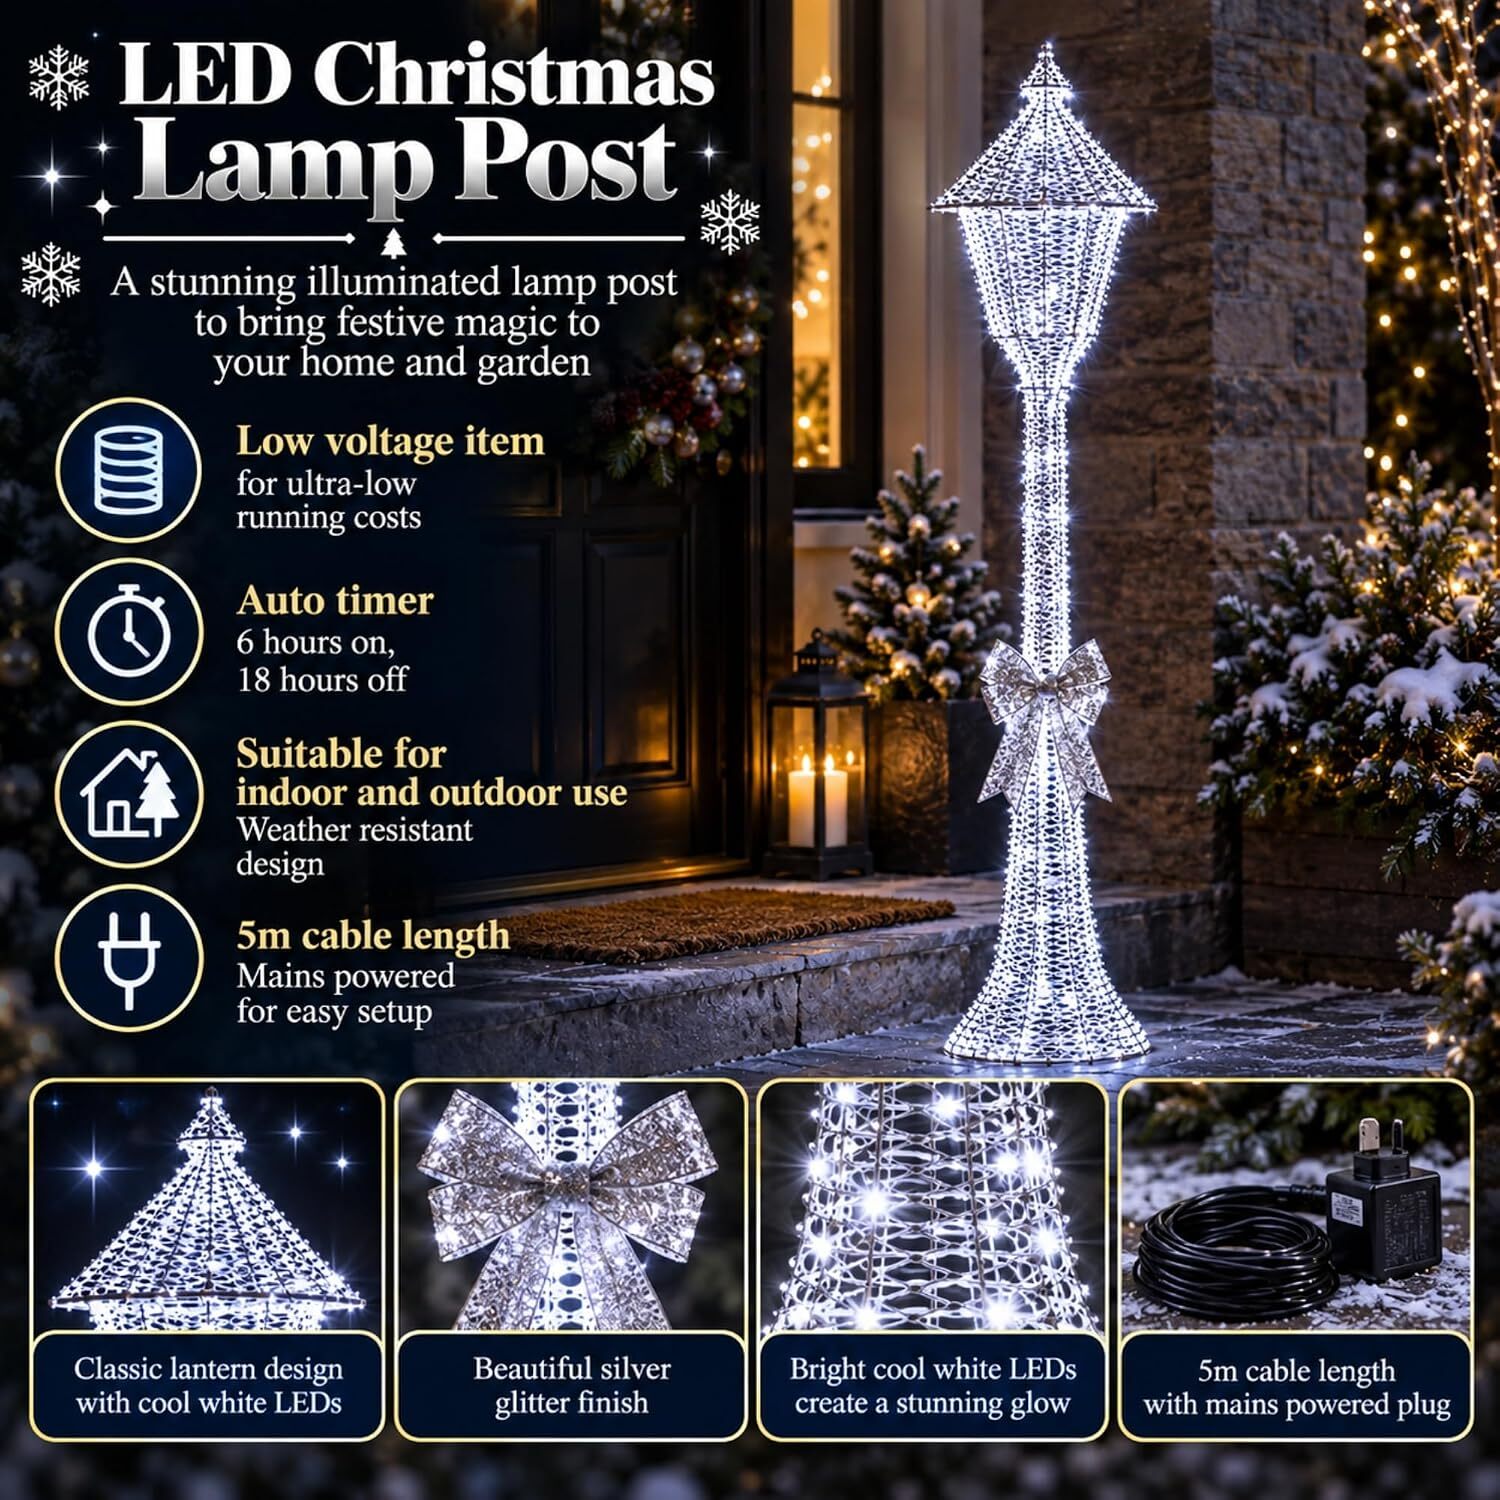 LED Christmas
Lamp Post
A stunning illuminated lamp post
to bring festive magic to
your home and garden
Low voltage item
for ultra-low
running costs
Auto timer
6 hours on,
18 hours off
Suitable for
indoor and outdoor use
Weather resistant
design
5m cable length
Mains powered
for easy setup
Classic lantern design
with cool white LEDs
Beautiful silver
glitter finish
Bright cool white LEDs
create a stunning glow
5m cable length
with mains powered plug